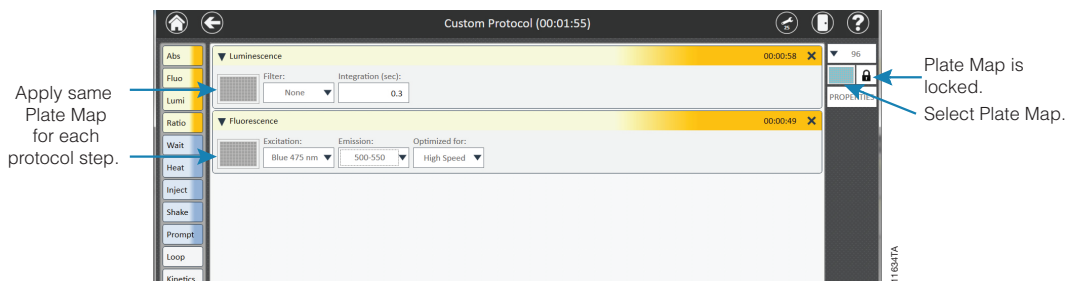 Custom Protocol (00:01:55)
25
?
Abs
Fluo
Lumi
Ratio
Wait
Heat
Inject
Shake
Prompt
Loop
Kinetics
Luminescence
00:00:58
Filter:
Integration (sec):
None
0.3
Fluorescence
00:00:49
Excitation:
Emission:
Optimized for:
Blue 475 nm
500-550
High Speed
96
PROPERTIES
Apply same
Plate Map
for each
protocol step.
Plate Map is
locked.
Select Plate Map.
11634TA